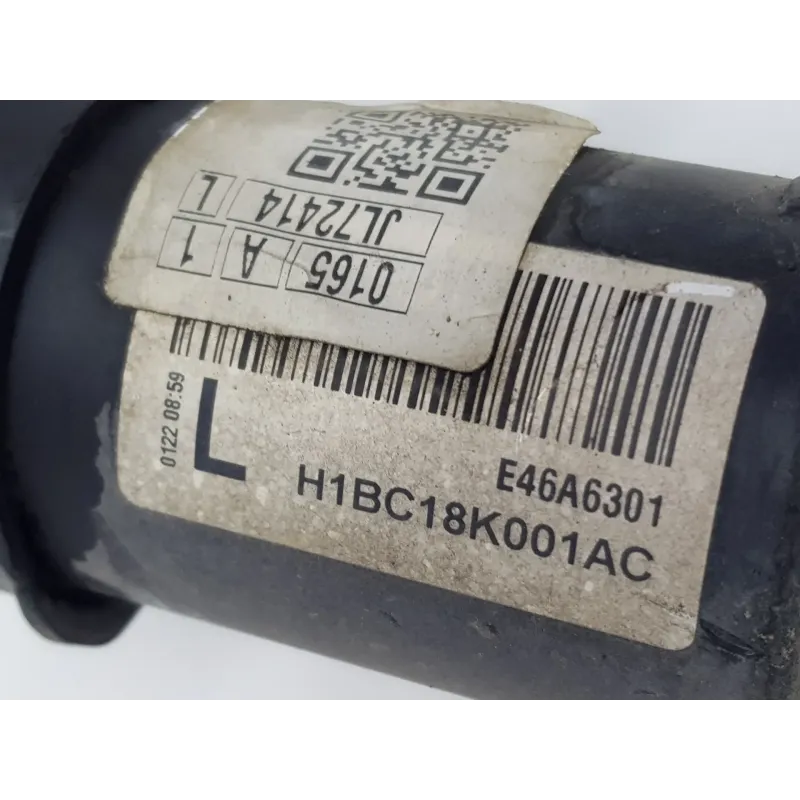 L JL72414
1 A 0165
0122 08:59
L
E46A6301
H1BC18K001AC